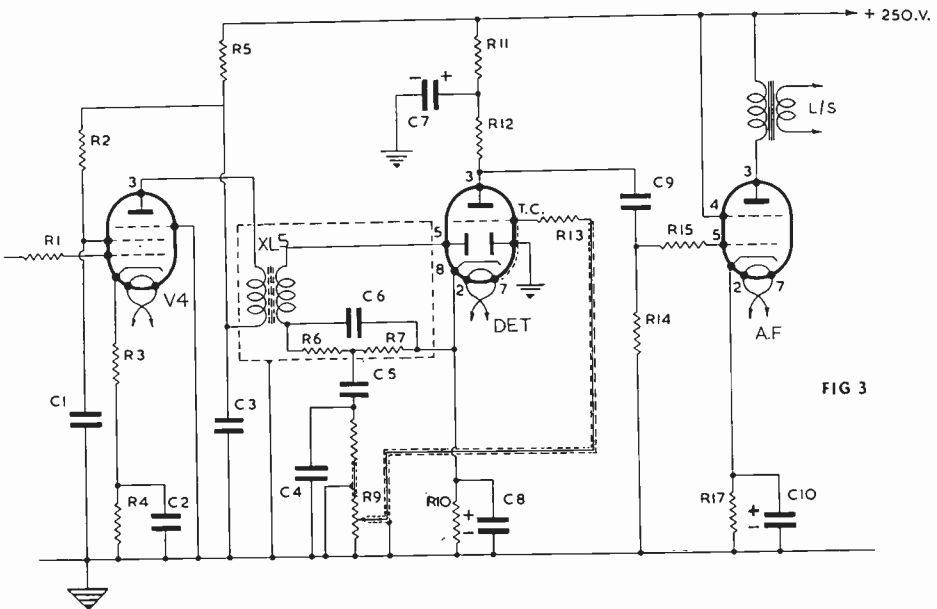 + 250.V.
R5
R11
- +
C7
R12
L/S
R2
3
3
3
C9
T.C.
4
R1
XL5
5
R13
R15
5
V4
8
2
7
2
7
C6
DET
A.F
R6
R7
R14
R3
C5
FIG 3
C1
C3
C4
R9
R4
C2
R10
+
-
C8
R17
+
-
C10